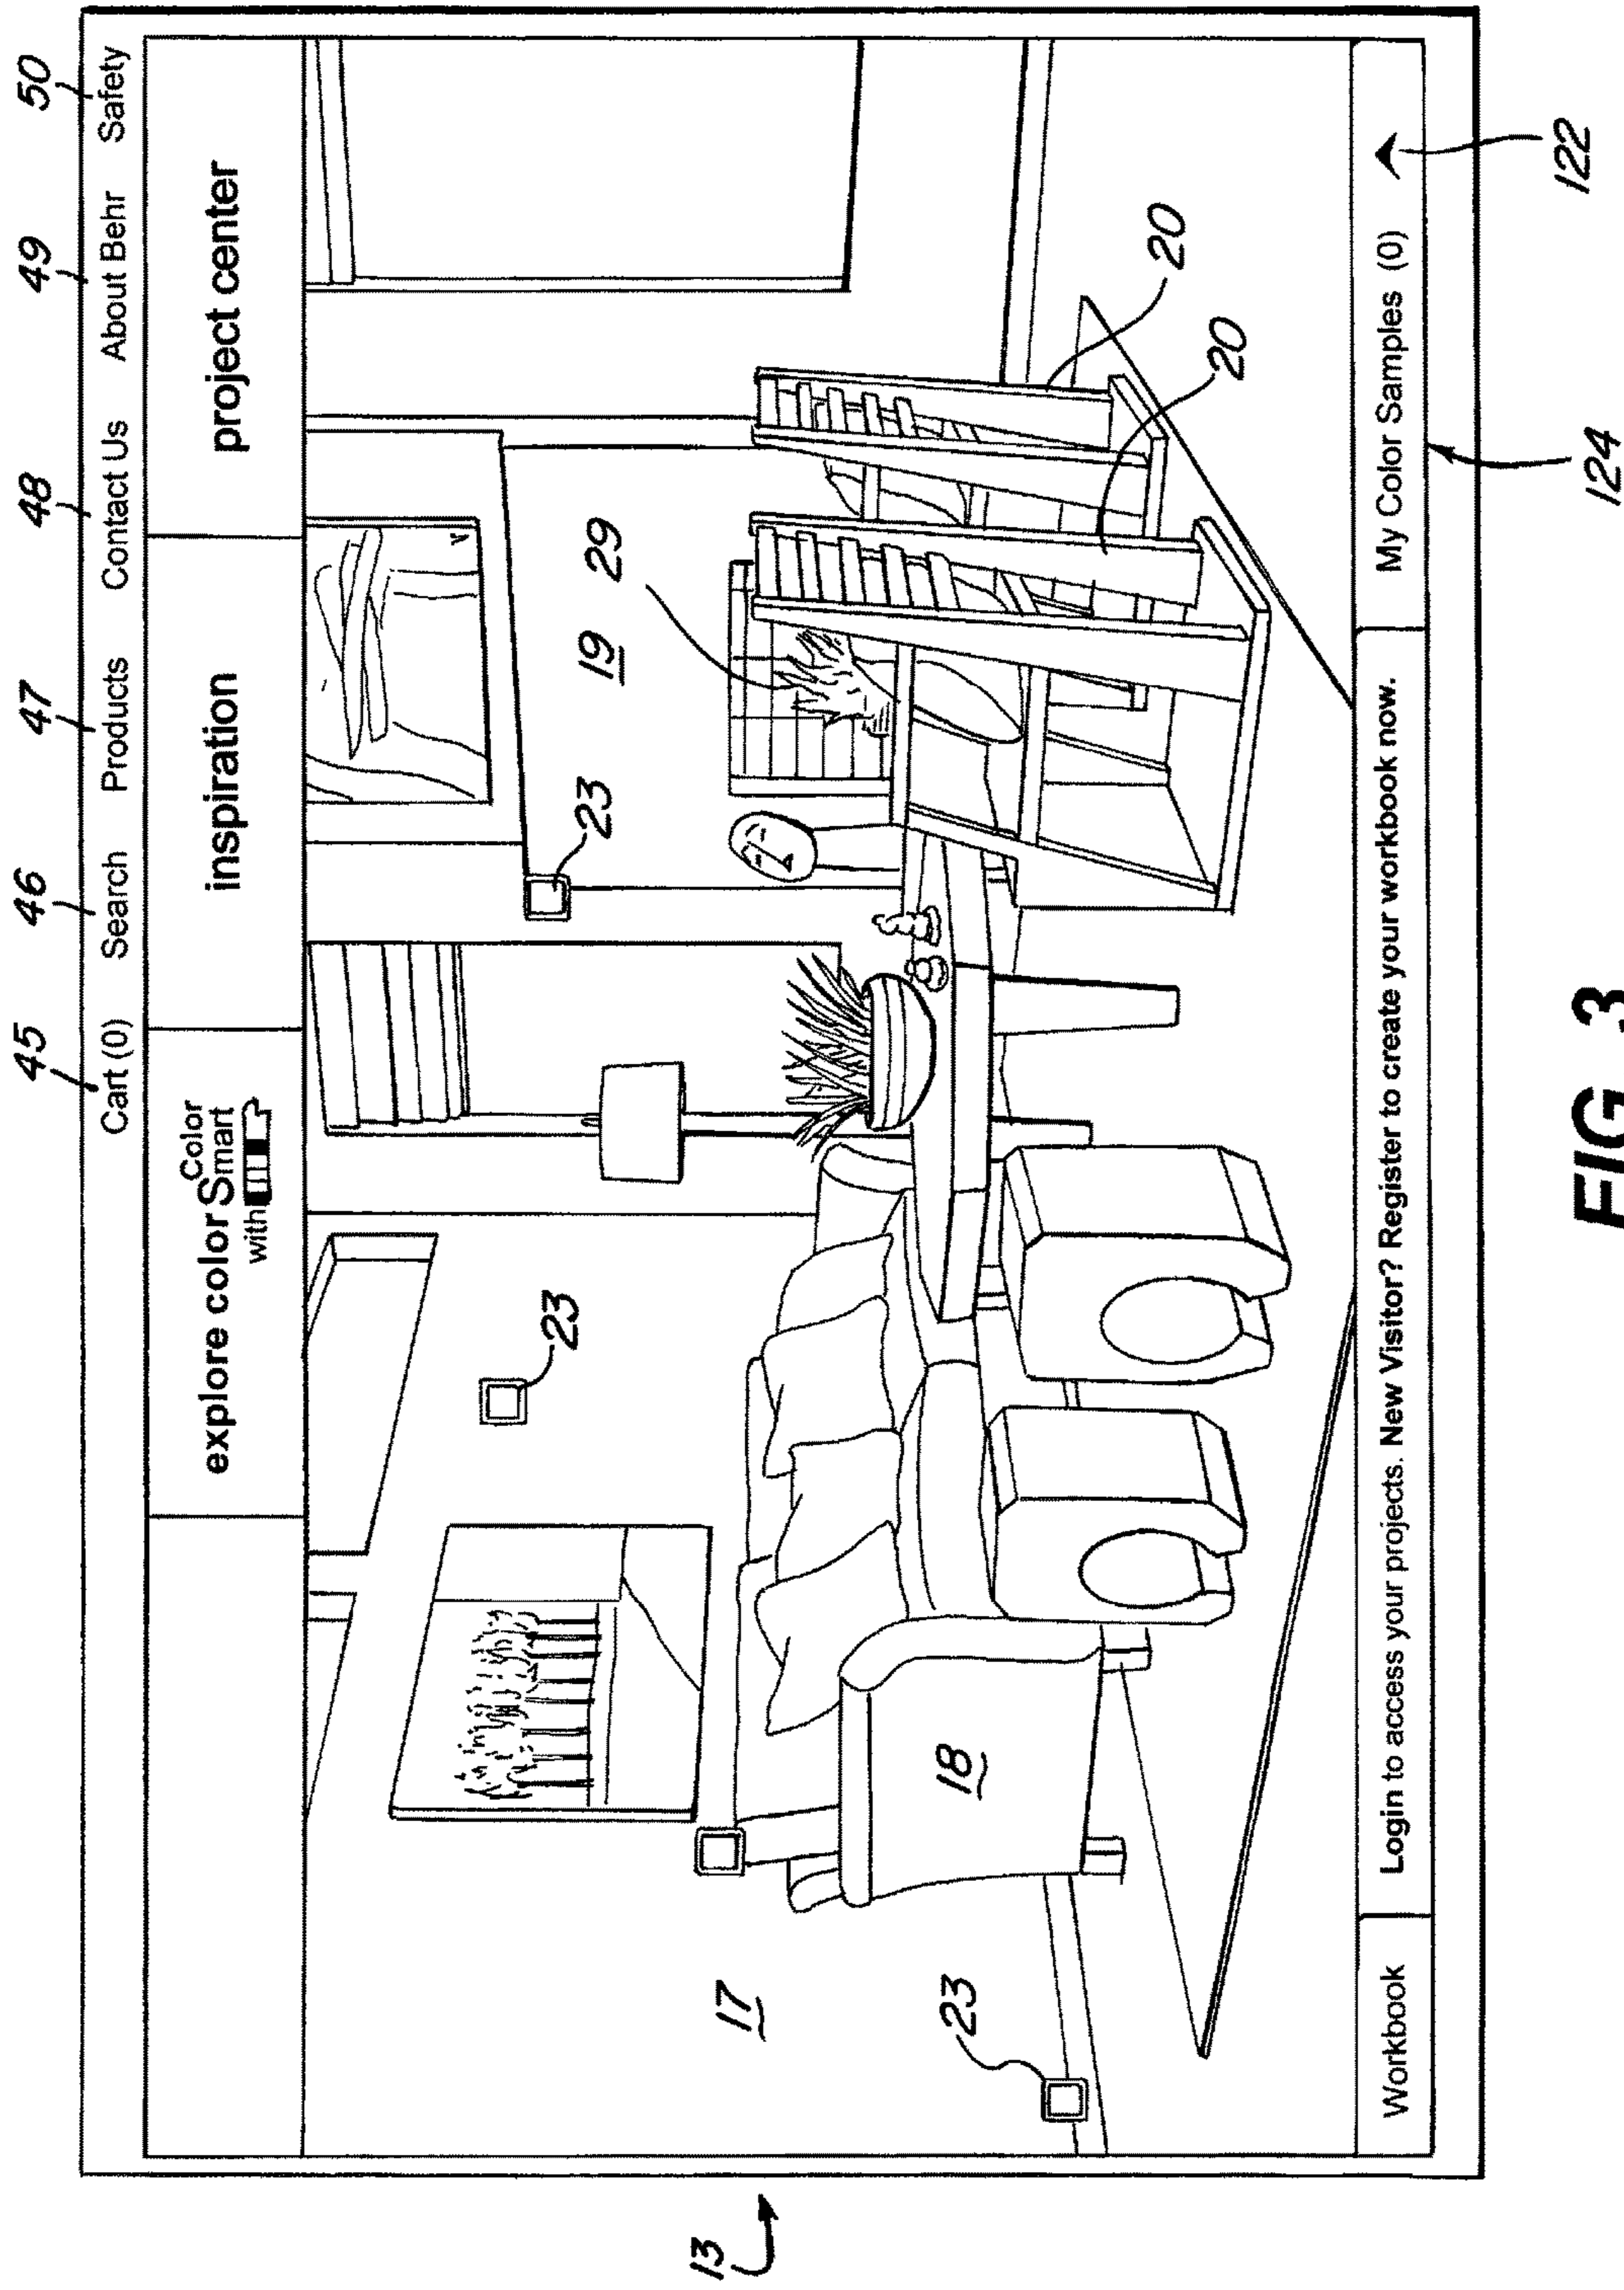 45 46 47 48 49 50
Cart (0) Search Products Contact Us About Behr Safety
explore color with Color Smart
inspiration
project center
23
23
19
29
20
20
17
18
23
13
Workbook
Login to access your projects. New Visitor? Register to create your workbook now.
My Color Samples (0)
124
122
FIG. 3